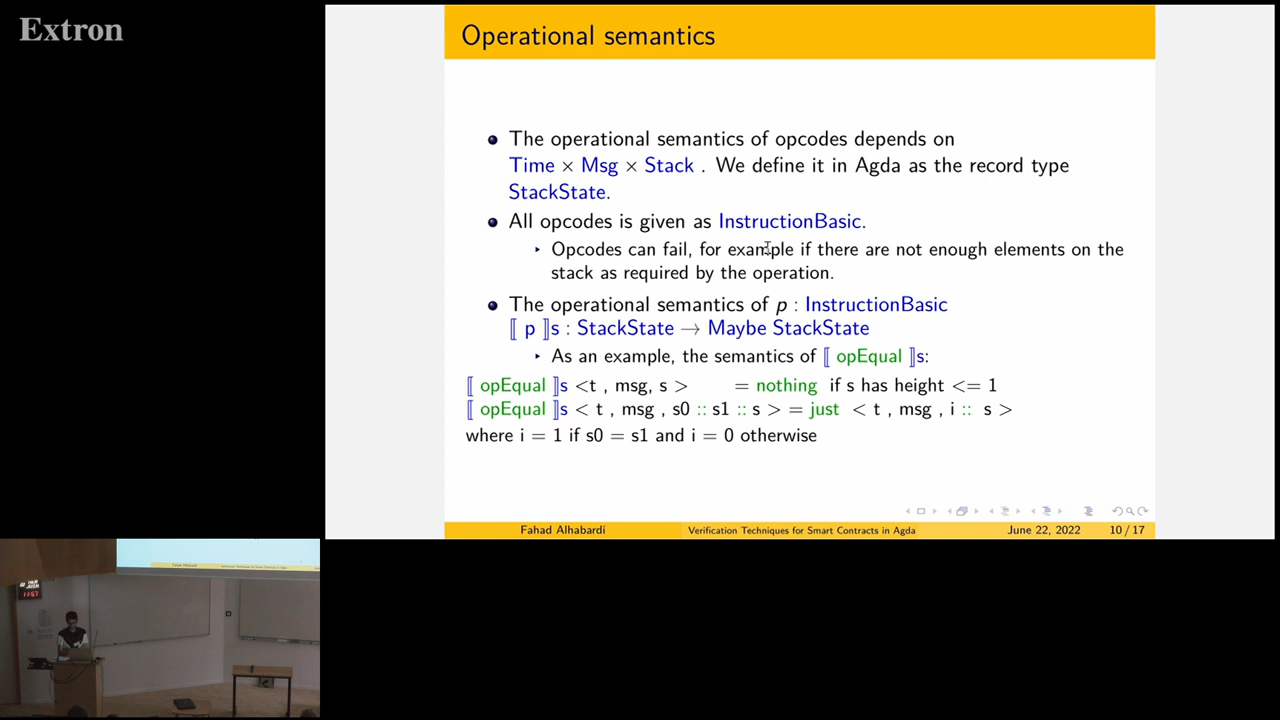 Extron
Operational semantics
The operational semantics of opcodes depends on
Time × Msg × Stack . We define it in Agda as the record type
StackState.
All opcodes is given as InstructionBasic.
Opcodes can fail, for example if there are not enough elements on the
stack as required by the operation.
The operational semantics of p : InstructionBasic
⟦ p ⟧s : StackState → Maybe StackState
As an example, the semantics of ⟦ opEqual ⟧s:
⟦ opEqual ⟧s <t , msg, s > = nothing if s has height <= 1
⟦ opEqual ⟧s < t , msg , s0 :: s1 :: s > = just < t , msg , i :: s >
where i = 1 if s0 = s1 and i = 0 otherwise
Fahad Alhabardi Verification Techniques for Smart Contracts in Agda June 22, 2022 10 / 17
11:57